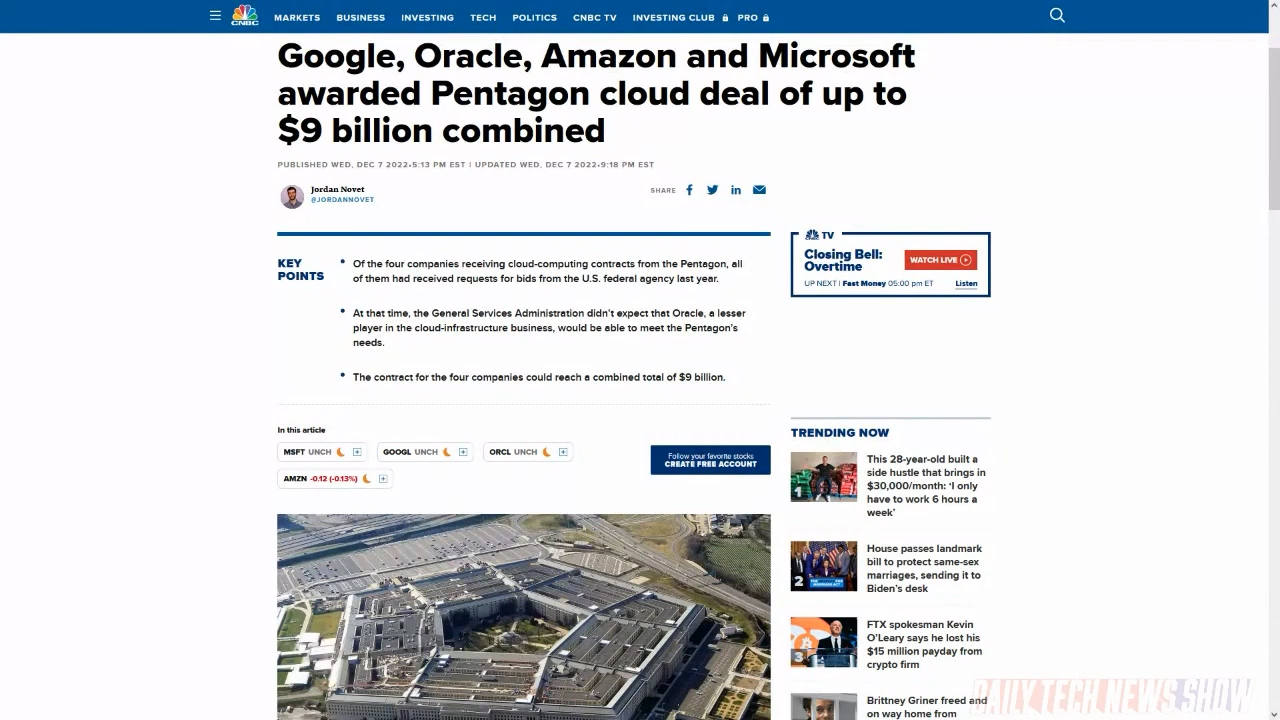 CNBC
MARKETS
BUSINESS
INVESTING
TECH
POLITICS
CNBC TV
INVESTING CLUB
PRO
Google, Oracle, Amazon and Microsoft
awarded Pentagon cloud deal of up to
$9 billion combined
PUBLISHED WED, DEC 7 2022•5:13 PM EST | UPDATED WED, DEC 7 2022•9:18 PM EST
Jordan Novet
@JORDANNOVET
SHARE
KEY
POINTS
• Of the four companies receiving cloud-computing contracts from the Pentagon, all
of them had received requests for bids from the U.S. federal agency last year.
• At that time, the General Services Administration didn't expect that Oracle, a lesser
player in the cloud-infrastructure business, would be able to meet the Pentagon's
needs.
• The contract for the four companies could reach a combined total of $9 billion.
In this article
MSFT UNCH
GOOGL UNCH
ORCL UNCH
AMZN -0.12 (-0.13%)
Follow your favorite stocks
CREATE FREE ACCOUNT
TV
Closing Bell:
Overtime
WATCH LIVE
UP NEXT | Fast Money 05:00 pm ET
Listen
TRENDING NOW
1
This 28-year-old built a
side hustle that brings in
$30,000/month: 'I only
have to work 6 hours a
week'
2
House passes landmark
bill to protect same-sex
marriages, sending it to
Biden's desk
3
FTX spokesman Kevin
O'Leary says he lost his
$15 million payday from
crypto firm
Brittney Griner freed and
on way home from
DAILY TECH NEWS SHOW